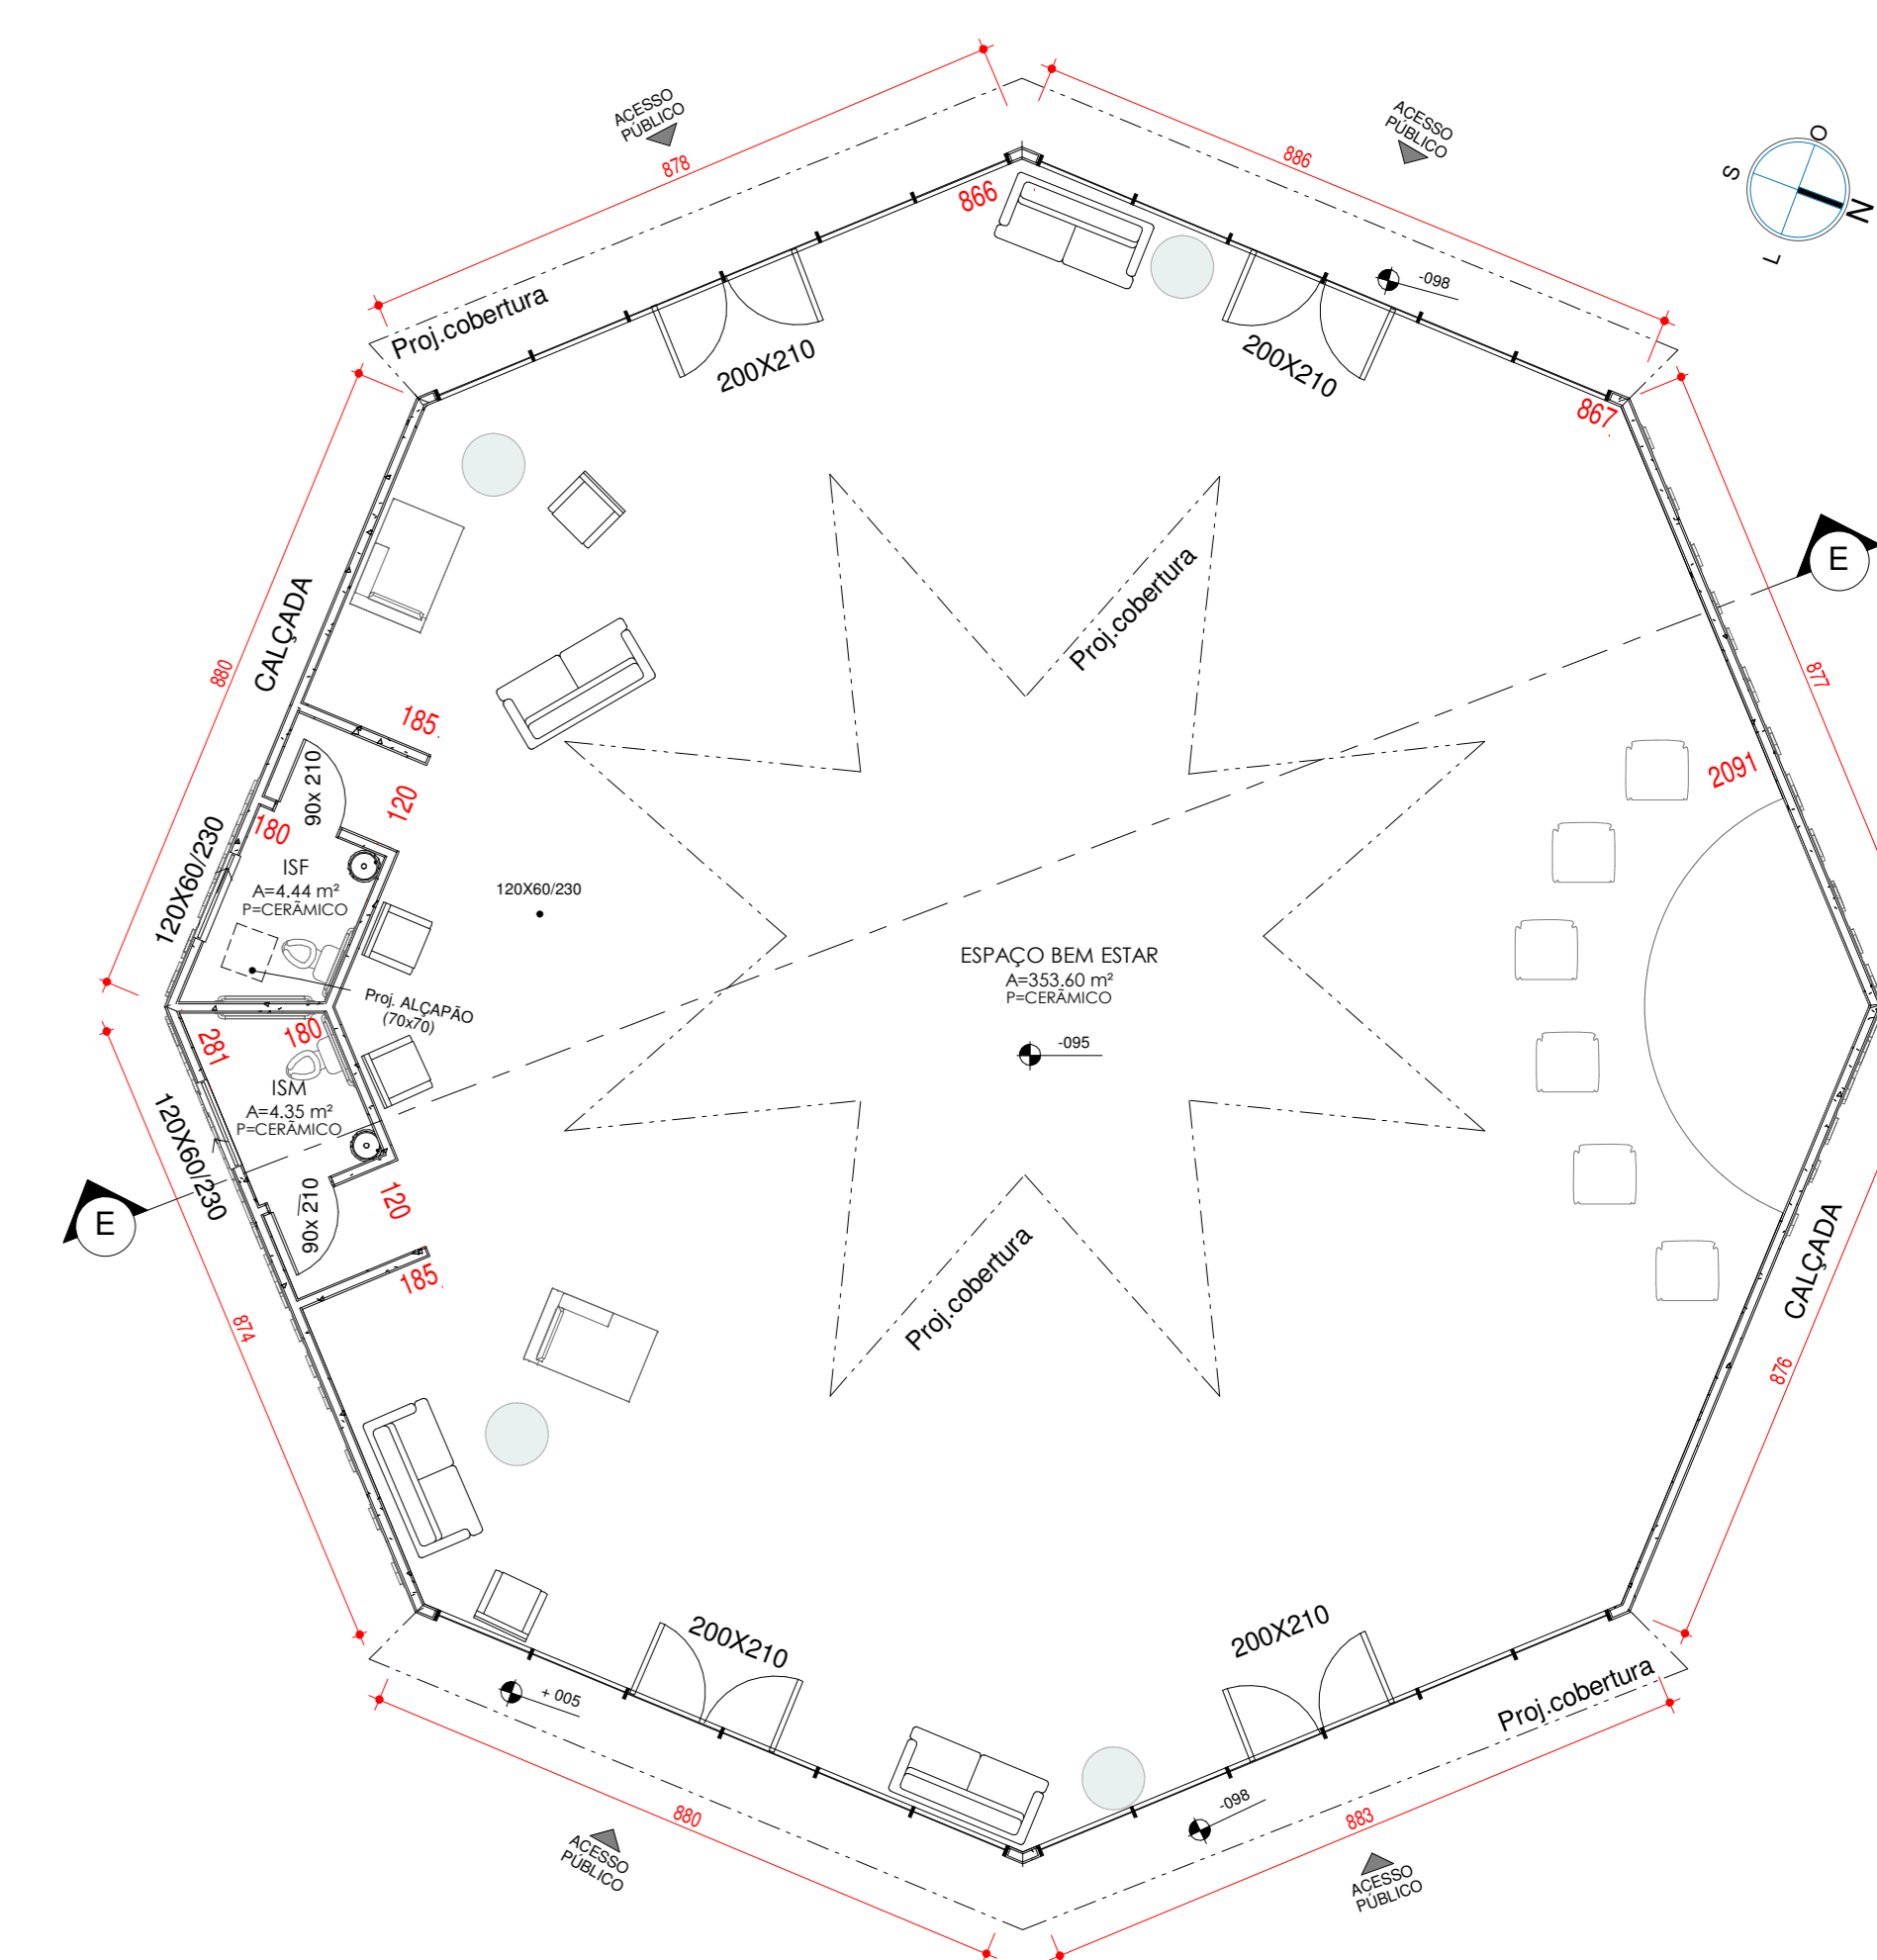 ACESSO
PÚBLICO
878
886
ACESSO
PÚBLICO
O
S
N
L
866
-098
Proj.cobertura
200X210
200X210
867
CALÇADA
880
Proj.cobertura
E
877
185
90x 210
120
2091
180
120X60/230
ISF
A=4.44 m²
P=CERÃMICO
120X60/230
ESPAÇO BEM ESTAR
A=353.60 m²
P=CERÃMICO
-095
Proj. ALÇAPÃO
(70x70)
281
180
ISM
A=4.35 m²
P=CERÃMICO
120X60/230
E
90x 210
120
185
874
Proj.cobertura
CALÇADA
876
200X210
200X210
+ 005
Proj.cobertura
-098
880
883
ACESSO
PÚBLICO
ACESSO
PÚBLICO